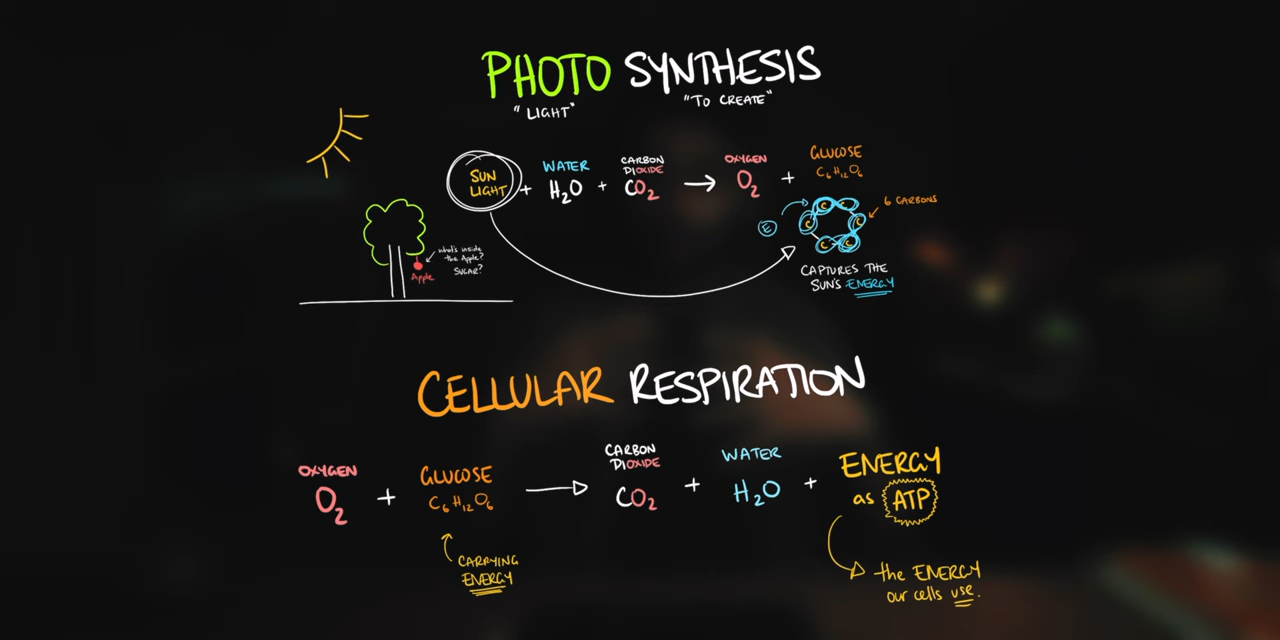 PHOTO SYNTHESIS
"LIGHT" "TO CREATE"
SUN LIGHT
+
WATER
H₂O
+
CARBON DIOXIDE
CO₂
→
OXYGEN
O₂
+
GLUCOSE
C₆H₁₂O₆
6 CARBONS
E
C C C C C C
CAPTURES THE
SUN'S ENERGY
what's inside
the Apple?
SUGAR?
Apple
CELLULAR RESPIRATION
OXYGEN
O₂
+
GLUCOSE
C₆H₁₂O₆
→
CARBON
DIOXIDE
CO₂
+
WATER
H₂O
+
ENERGY
as ATP
CARRYING
ENERGY
the ENERGY
our cells use.